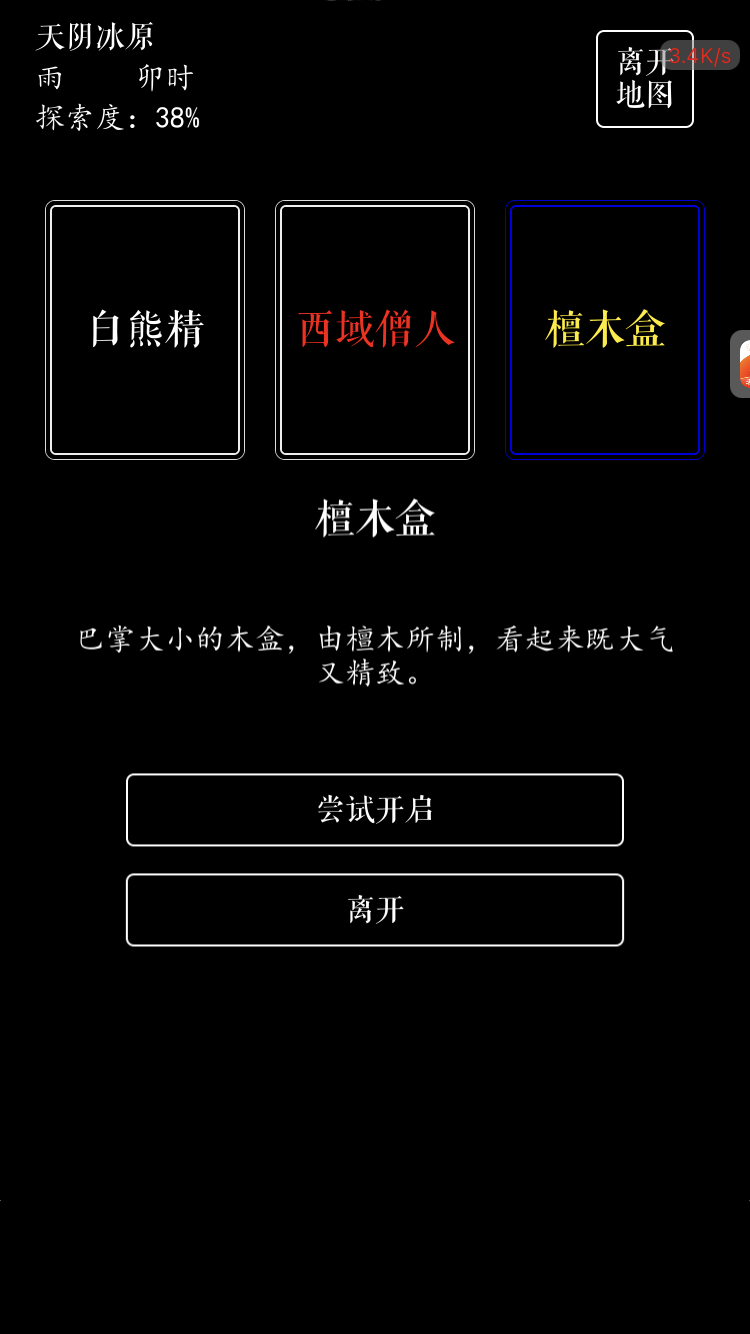 天阴冰原
雨 卯时
探索度：38%
离开
地图
3.4K/s
白熊精
西域僧人
檀木盒
檀木盒
巴掌大小的木盒，由檀木所制，看起来既大气
又精致。
尝试开启
离开